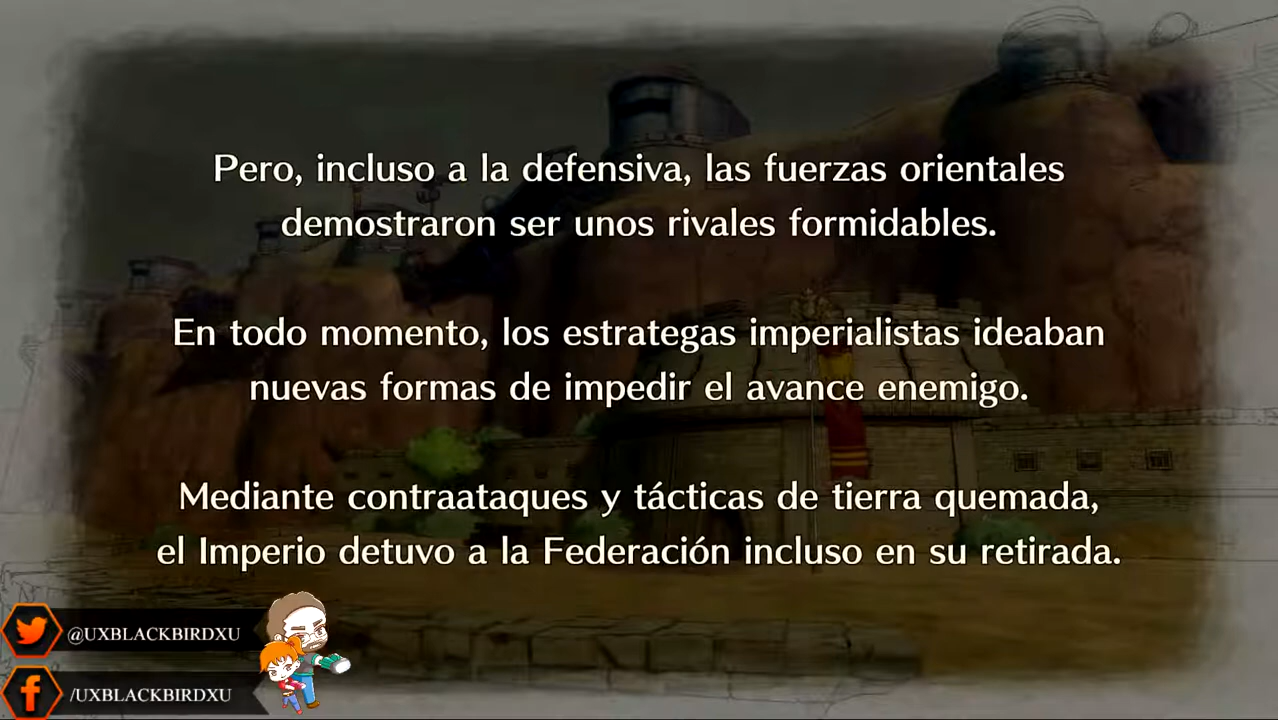 Pero, incluso a la defensiva, las fuerzas orientales
demostraron ser unos rivales formidables.
En todo momento, los estrategas imperialistas ideaban
nuevas formas de impedir el avance enemigo.
Mediante contraataques y tácticas de tierra quemada,
el Imperio detuvo a la Federación incluso en su retirada.
@UXBLACKBIRDXU
/UXBLACKBIRDXU